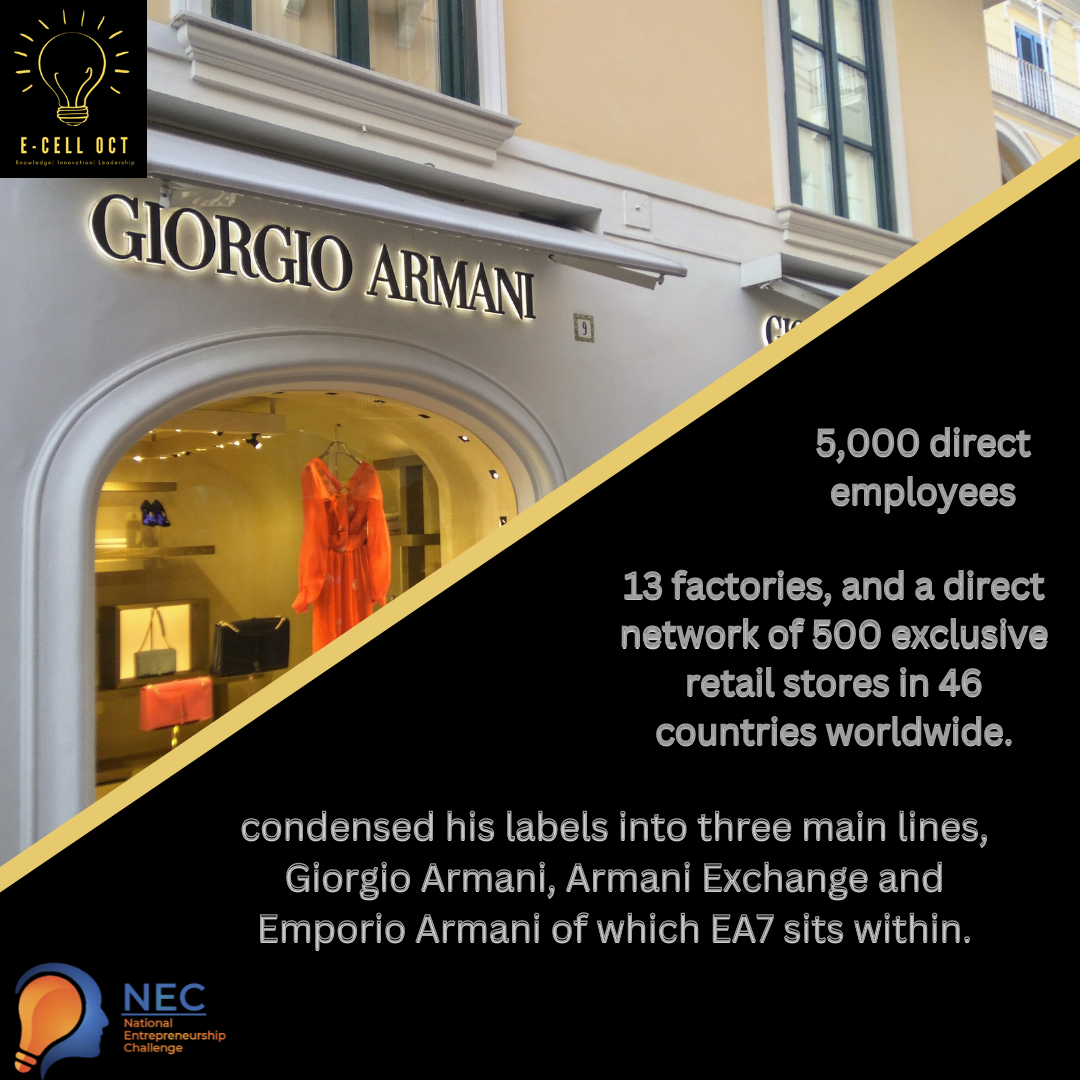 E-CELL OCT
Knowledge| Innovation| Leadership
GIORGIO ARMANI
9
GIO
5,000 direct
employees
13 factories, and a direct
network of 500 exclusive
retail stores in 46
countries worldwide.
condensed his labels into three main lines,
Giorgio Armani, Armani Exchange and
Emporio Armani of which EA7 sits within.
NEC
National
Entrepreneurship
Challenge